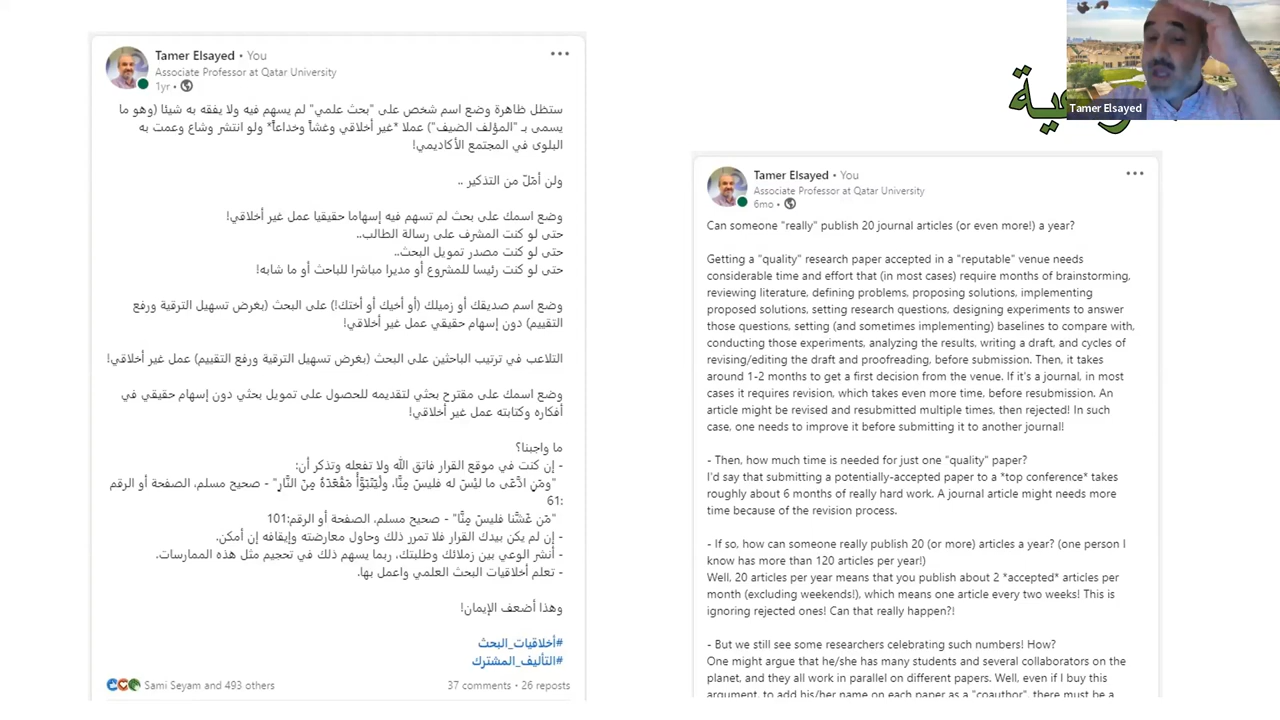 Tamer Elsayed • You
Associate Professor at Qatar University
1yr •
ستظل ظاهرة وضع اسم شخص على "بحث علمي" لم يسهم فيه ولا يفقه به شيئا (وهو ما
يسمى بـ "المؤلف الضيف") عملا *غير أخلاقي وغشاً وخداعاً* ولو انتشر وشاع وعمت به
البلوى في المجتمع الأكاديمي!
ولن أملّ من التذكير ..
وضع اسمك على بحث لم تسهم فيه إسهاما حقيقيا عمل غير أخلاقي!
حتى لو كنت المشرف على رسالة الطالب..
حتى لو كنت مصدر تمويل البحث..
حتى لو كنت رئيسا للمشروع أو مديرا مباشرا للباحث أو ما شابه!
وضع اسم صديقك أو زميلك (أو أخيك أو أختك!) على البحث (بغرض تسهيل الترقية ورفع
التقييم) دون إسهام حقيقي عمل غير أخلاقي!
التلاعب في ترتيب الباحثين على البحث (بغرض تسهيل الترقية ورفع التقييم) عمل غير أخلاقي!
وضع اسمك على مقترح بحثي لتقديمه للحصول على تمويل بحثي دون إسهام حقيقي في
أفكاره وكتابته عمل غير أخلاقي!
ما واجبنا؟
- إن كنت في موقع القرار فاتق الله ولا تفعله وتذكر أن:
"ومَنِ ادَّعَى ما ليْسَ له فليسَ مِنَّا، ولْيَتَبَوَّأْ مَقْعَدَهُ مِنَ النَّارِ" - صحيح مسلم، الصفحة أو الرقم
61:
"مَن غَشَّنا فليسَ مِنَّا" - صحيح مسلم، الصفحة أو الرقم:101
- إن لم يكن بيدك القرار فلا تمرر ذلك وحاول معارضته وإيقافه إن أمكن.
- أنشر الوعي بين زملائك وطلبتك، ربما يسهم ذلك في تحجيم مثل هذه الممارسات.
- تعلم أخلاقيات البحث العلمي واعمل بها.
وهذا أضعف الإيمان!
#أخلاقيات_البحث
#التأليف_المشترك
Sami Seyam and 493 others
37 comments • 26 reposts
Tamer Elsayed
Tamer Elsayed • You
Associate Professor at Qatar University
6mo •
Can someone "really" publish 20 journal articles (or even more!) a year?
Getting a "quality" research paper accepted in a "reputable" venue needs
considerable time and effort that (in most cases) require months of brainstorming,
reviewing literature, defining problems, proposing solutions, implementing
proposed solutions, setting research questions, designing experiments to answer
those questions, setting (and sometimes implementing) baselines to compare with,
conducting those experiments, analyzing the results, writing a draft, and cycles of
revising/editing the draft and proofreading, before submission. Then, it takes
around 1-2 months to get a first decision from the venue. If it's a journal, in most
cases it requires revision, which takes even more time, before resubmission. An
article might be revised and resubmitted multiple times, then rejected! In such
case, one needs to improve it before submitting it to another journal!
- Then, how much time is needed for just one "quality" paper?
I'd say that submitting a potentially-accepted paper to a *top conference* takes
roughly about 6 months of really hard work. A journal article might needs more
time because of the revision process.
- If so, how can someone really publish 20 (or more) articles a year? (one person I
know has more than 120 articles per year!)
Well, 20 articles per year means that you publish about 2 *accepted* articles per
month (excluding weekends!), which means one article every two weeks! This is
ignoring rejected ones! Can that really happen?!
- But we still see some researchers celebrating such numbers! How?
One might argue that he/she has many students and several collaborators on the
planet, and they all work in parallel on different papers. Well, even if I buy this
argument, to add his/her name on each paper as a "coauthor", there must be a